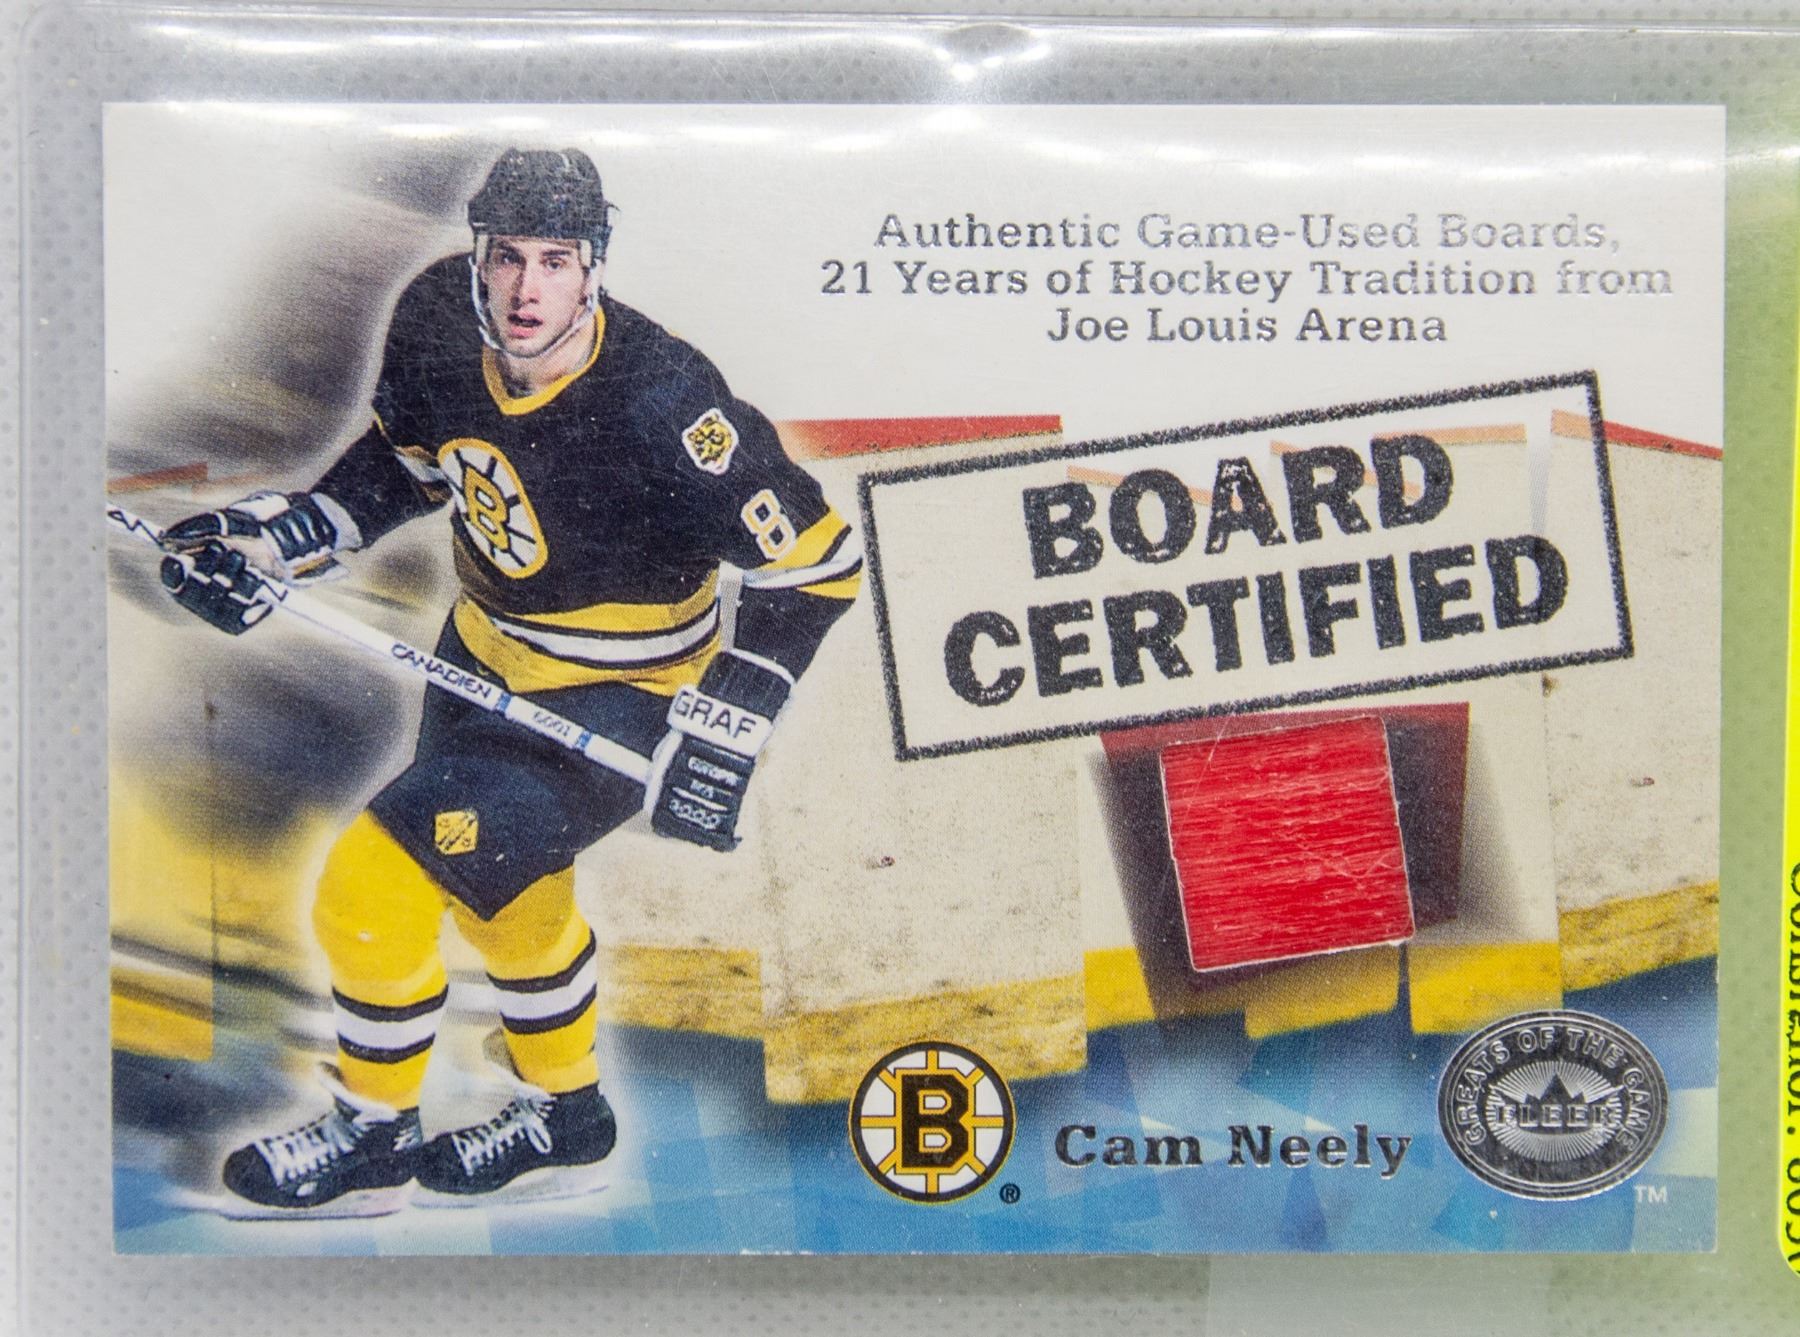 Authentic Game-Used Boards,
21 Years of Hockey Tradition from
Joe Louis Arena
BOARD
CERTIFIED
8
B
CANADIEN
6001
GRAF
B
®
Cam Neely
GREATS OF THE GAME
FLEER
TM